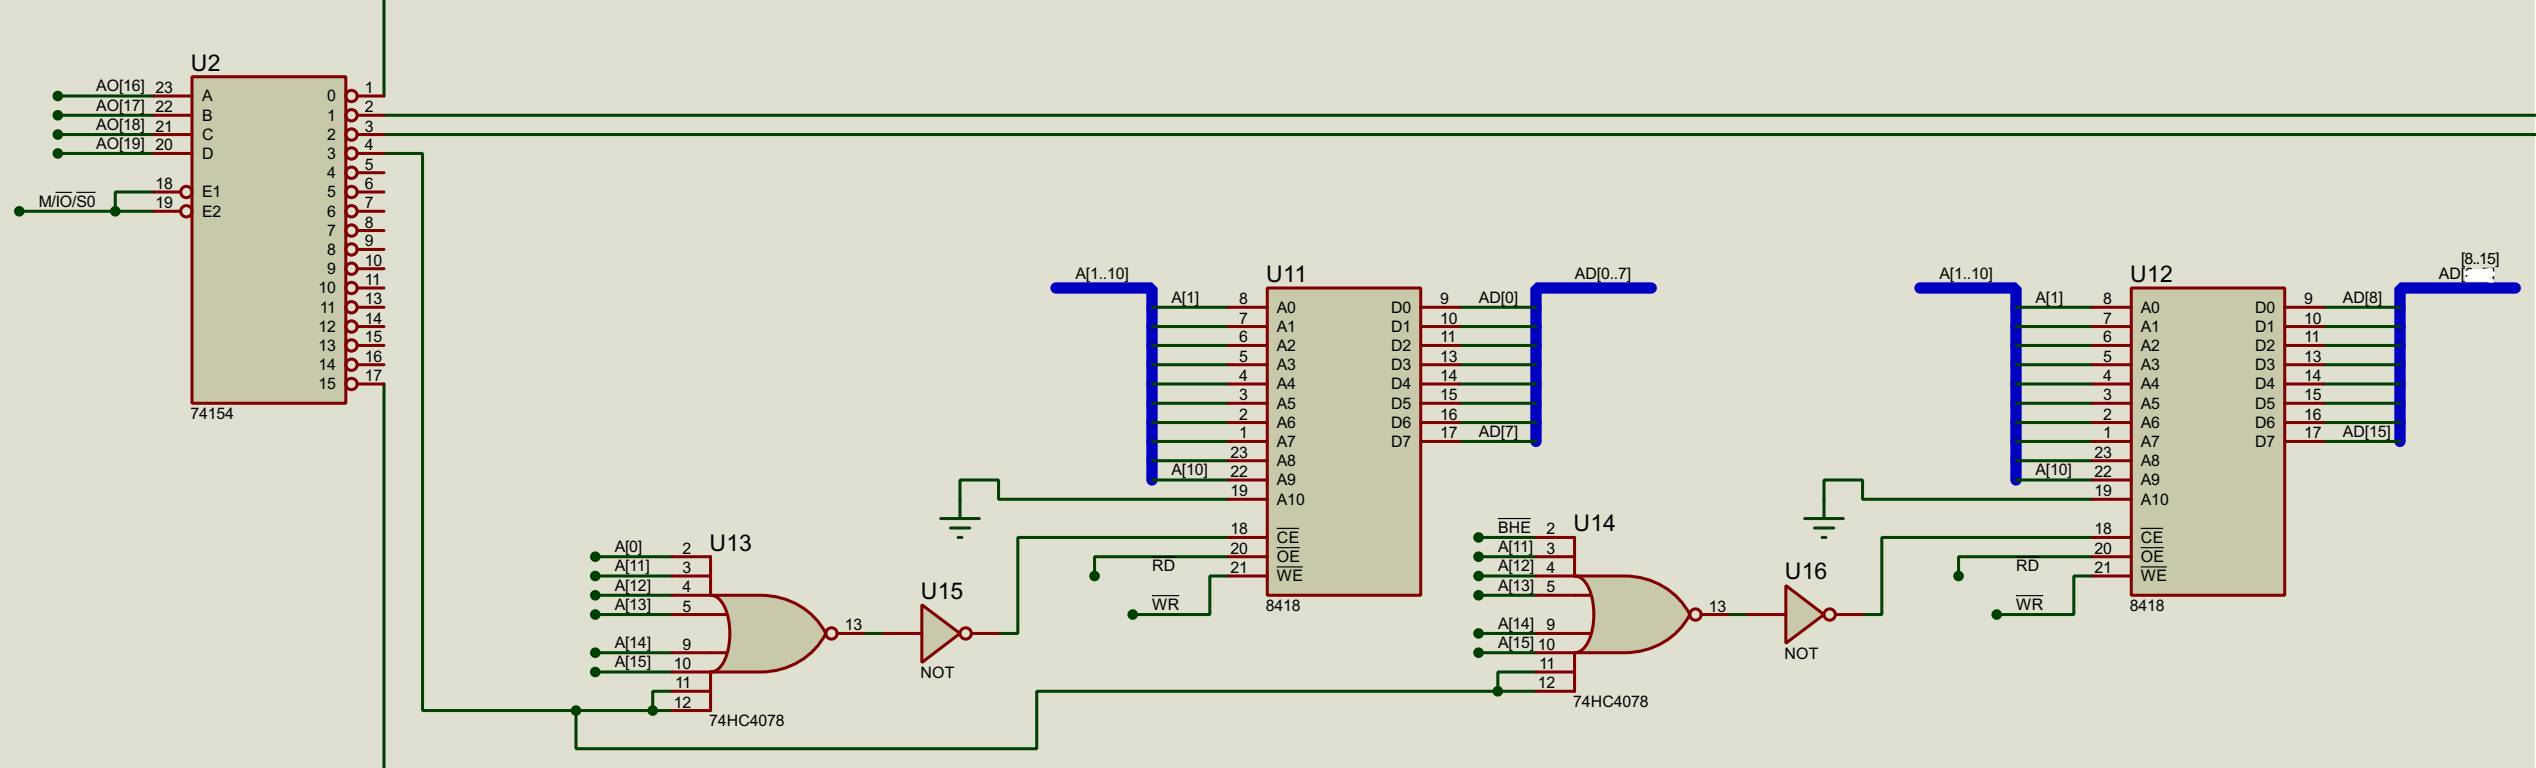 U2
AO[16] 23 A 0 1
AO[17] 22 B 1 2
AO[18] 21 C 2 3
AO[19] 20 D 3 4
4 5
18 E1 5 6
M/IO/S0 19 E2 6 7
7 8
8 9
9 10
10 11
11 13
12 14
13 15
14 16
15 17
74154
A[1..10]
U11
AD[0..7]
A[1] 8 A0 D0 9 AD[0]
7 A1 D1 10
6 A2 D2 11
5 A3 D3 13
4 A4 D4 14
3 A5 D5 15
2 A6 D6 16
1 A7 D7 17 AD[7]
23 A8
A[10] 22 A9
19 A10
18 CE
20 OE
RD
21 WE
WR
8418
A[1..10]
U12
[8..15]
AD[
A[1] 8 A0 D0 9 AD[8]
7 A1 D1 10
6 A2 D2 11
5 A3 D3 13
4 A4 D4 14
3 A5 D5 15
2 A6 D6 16
1 A7 D7 17 AD[15]
23 A8
A[10] 22 A9
19 A10
18 CE
20 OE
RD
21 WE
WR
8418
U13
A[0] 2
A[11] 3
A[12] 4
A[13] 5
A[14] 9
A[15] 10
11
12
13
74HC4078
U15
NOT
U14
BHE 2
A[11] 3
A[12] 4
A[13] 5
A[14] 9
A[15] 10
11
12
13
74HC4078
U16
NOT